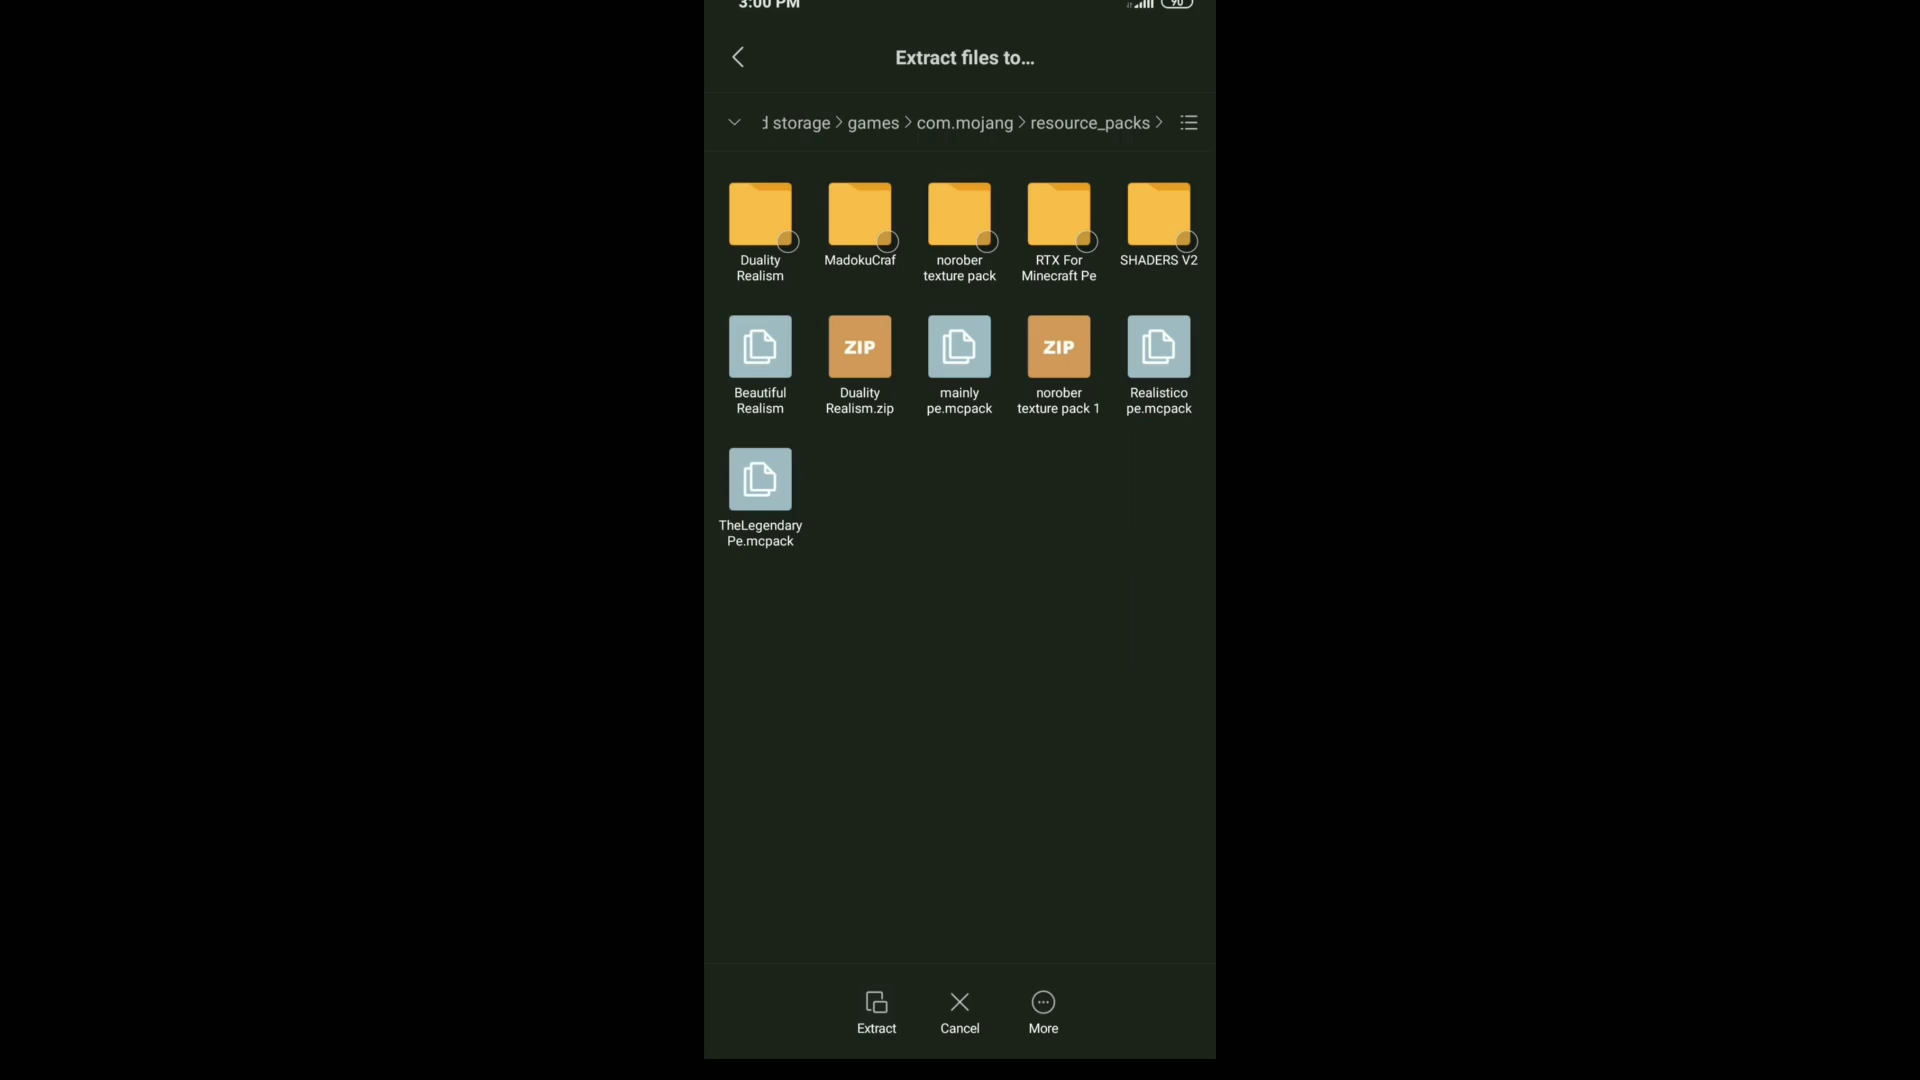 3:00 PM
90
Extract files to...
d storage > games > com.mojang > resource_packs >
Duality
Realism
MadokuCraf
norober
texture pack
RTX For
Minecraft Pe
SHADERS V2
Beautiful
Realism
ZIP
Duality
Realism.zip
mainly
pe.mcpack
ZIP
norober
texture pack 1
Realistico
pe.mcpack
TheLegendary
Pe.mcpack
Extract
Cancel
More